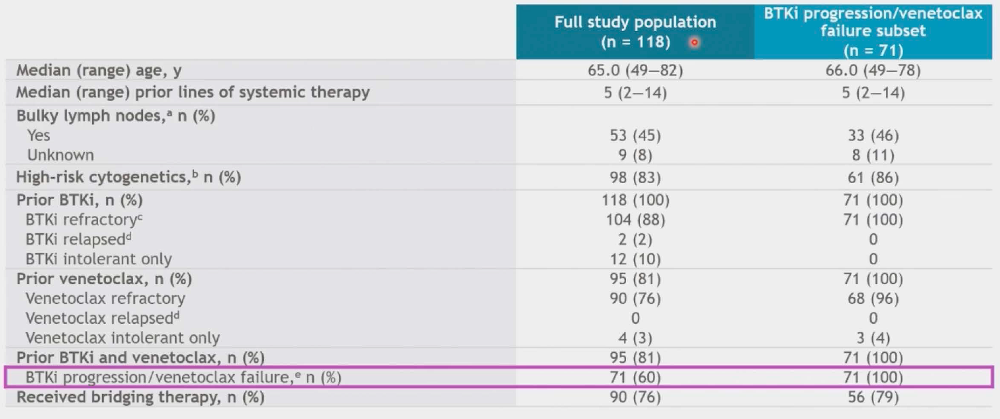 Full study population
(n = 118)
BTKi progression/venetoclax
failure subset
(n = 71)
Median (range) age, y 65.0 (49–82) 66.0 (49–78)
Median (range) prior lines of systemic therapy 5 (2–14) 5 (2–14)
Bulky lymph nodes,ᵃ n (%)
Yes 53 (45) 33 (46)
Unknown 9 (8) 8 (11)
High-risk cytogenetics,ᵇ n (%) 98 (83) 61 (86)
Prior BTKi, n (%) 118 (100) 71 (100)
BTKi refractoryᶜ 104 (88) 71 (100)
BTKi relapsedᵈ 2 (2) 0
BTKi intolerant only 12 (10) 0
Prior venetoclax, n (%) 95 (81) 71 (100)
Venetoclax refractory 90 (76) 68 (96)
Venetoclax relapsedᵈ 0 0
Venetoclax intolerant only 4 (3) 3 (4)
Prior BTKi and venetoclax, n (%) 95 (81) 71 (100)
BTKi progression/venetoclax failure,ᵉ n (%) 71 (60) 71 (100)
Received bridging therapy, n (%) 90 (76) 56 (79)